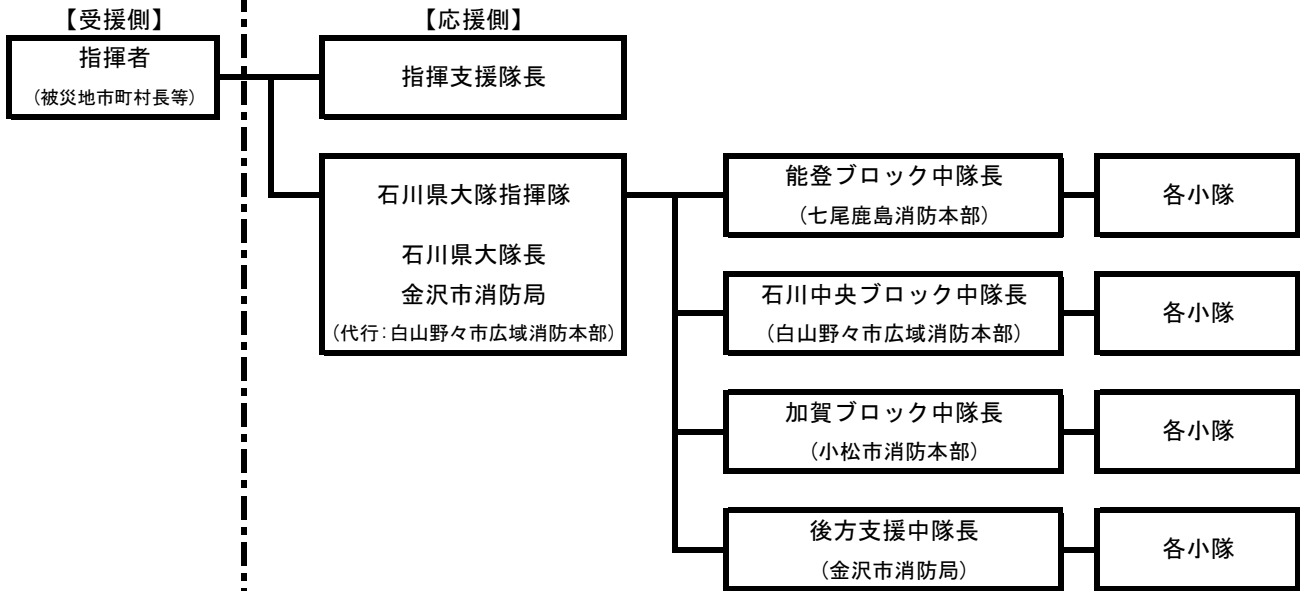 【受援側】
【応援側】
指揮者
（被災地市町村長等）
指揮支援隊長
石川県大隊指揮隊
石川県大隊長
金沢市消防局
（代行：白山野々市広域消防本部）
能登ブロック中隊長
（七尾鹿島消防本部）
各小隊
石川中央ブロック中隊長
（白山野々市広域消防本部）
各小隊
加賀ブロック中隊長
（小松市消防本部）
各小隊
後方支援中隊長
（金沢市消防局）
各小隊